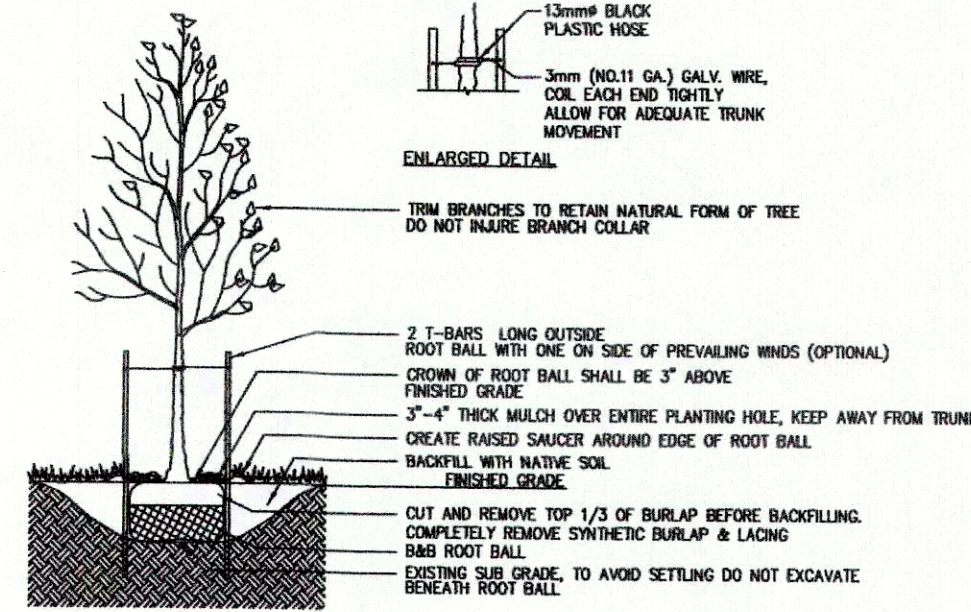 13mmø BLACK
PLASTIC HOSE
3mm (NO.11 GA.) GALV. WIRE,
COIL EACH END TIGHTLY
ALLOW FOR ADEQUATE TRUNK
MOVEMENT
ENLARGED DETAIL
TRIM BRANCHES TO RETAIN NATURAL FORM OF TREE
DO NOT INJURE BRANCH COLLAR
2 T-BARS LONG OUTSIDE
ROOT BALL WITH ONE ON SIDE OF PREVAILING WINDS (OPTIONAL)
CROWN OF ROOT BALL SHALL BE 3" ABOVE
FINISHED GRADE
3"-4" THICK MULCH OVER ENTIRE PLANTING HOLE, KEEP AWAY FROM TRUN
CREATE RAISED SAUCER AROUND EDGE OF ROOT BALL
BACKFILL WITH NATIVE SOIL
FINISHED GRADE
CUT AND REMOVE TOP 1/3 OF BURLAP BEFORE BACKFILLING.
COMPLETELY REMOVE SYNTHETIC BURLAP & LACING
B&B ROOT BALL
EXISTING SUB GRADE, TO AVOID SETTLING DO NOT EXCAVATE
BENEATH ROOT BALL